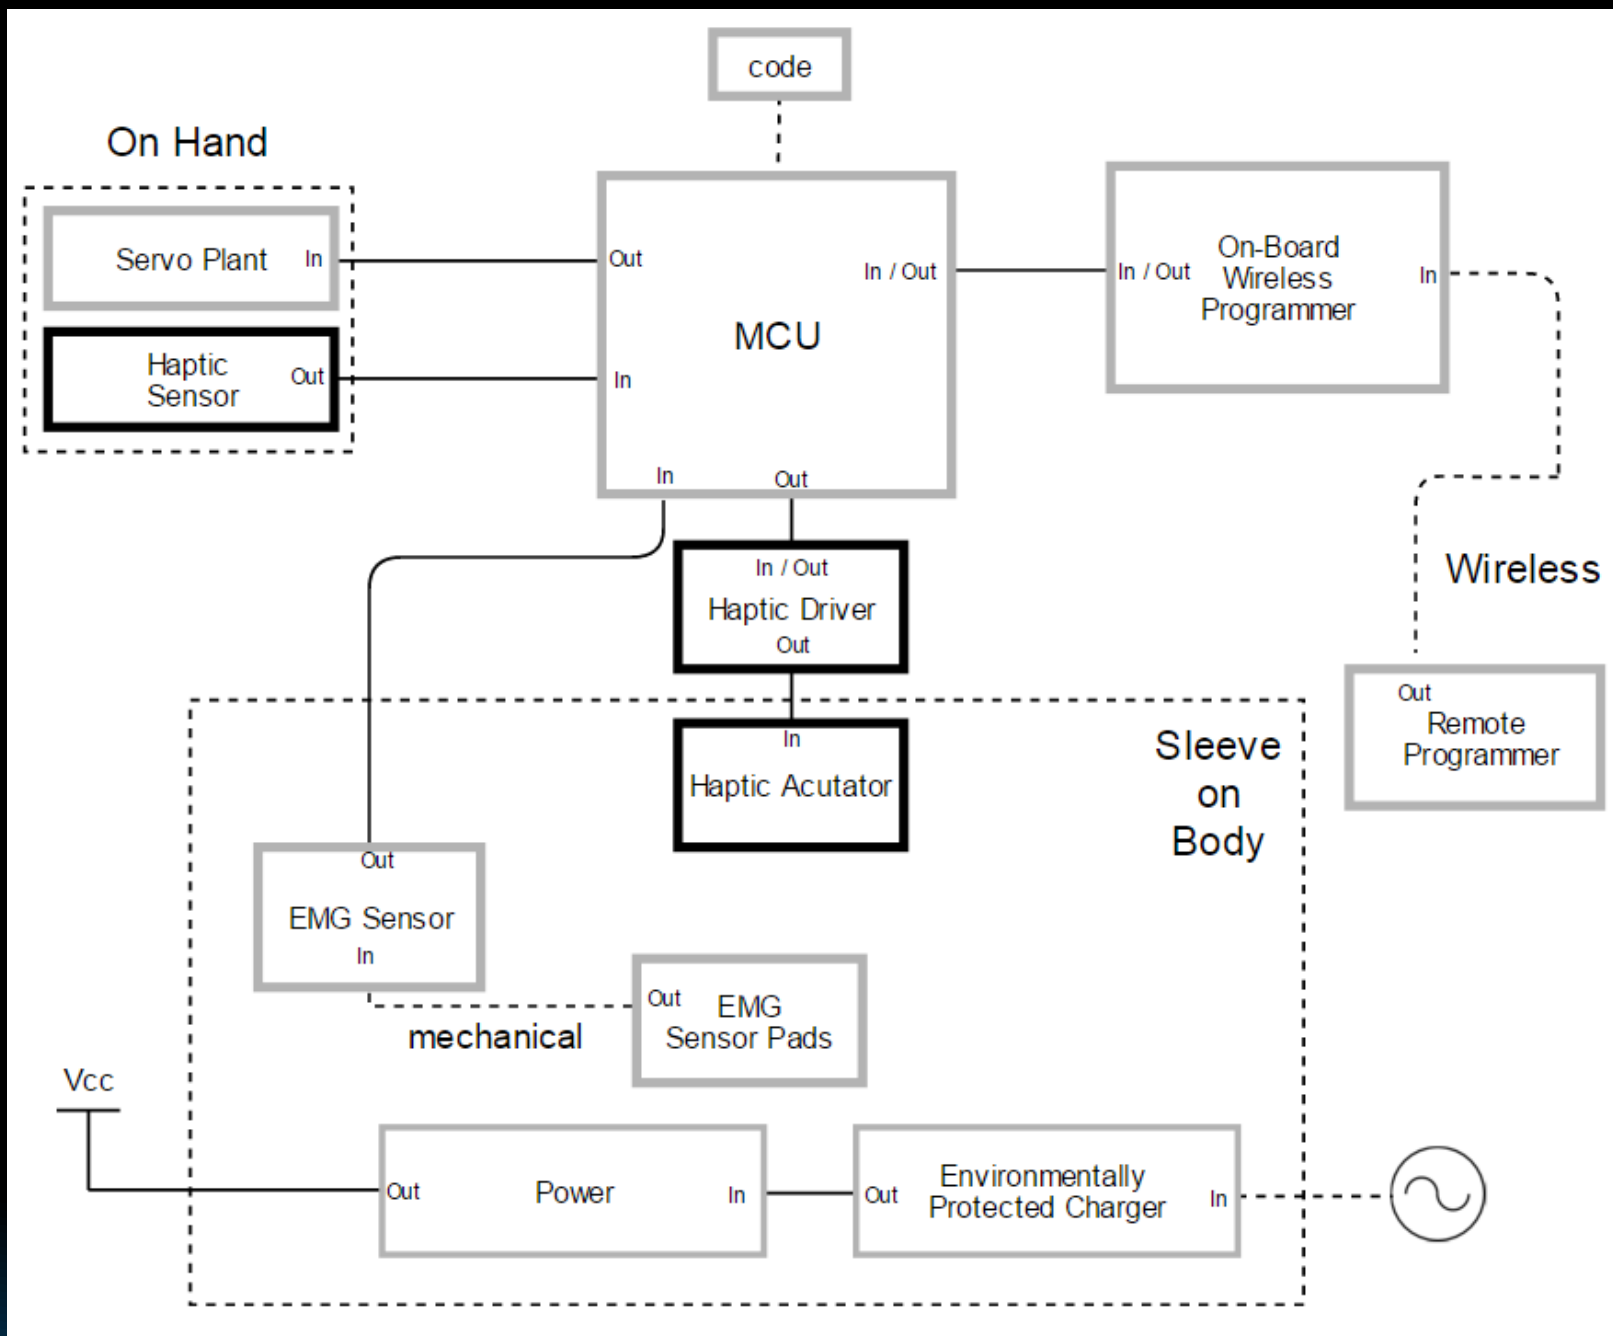 code
On Hand
Servo Plant
In
Out
In / Out
In / Out
On-Board
Wireless
Programmer
In
MCU
Haptic
Sensor
Out
In
In
Out
In / Out
Haptic Driver
Out
Wireless
Out
Remote
Programmer
Sleeve
on
Body
In
Haptic Acutator
Out
EMG Sensor
In
Out
EMG
Sensor Pads
mechanical
Vcc
Out
Power
In
Out
Environmentally
Protected Charger
In